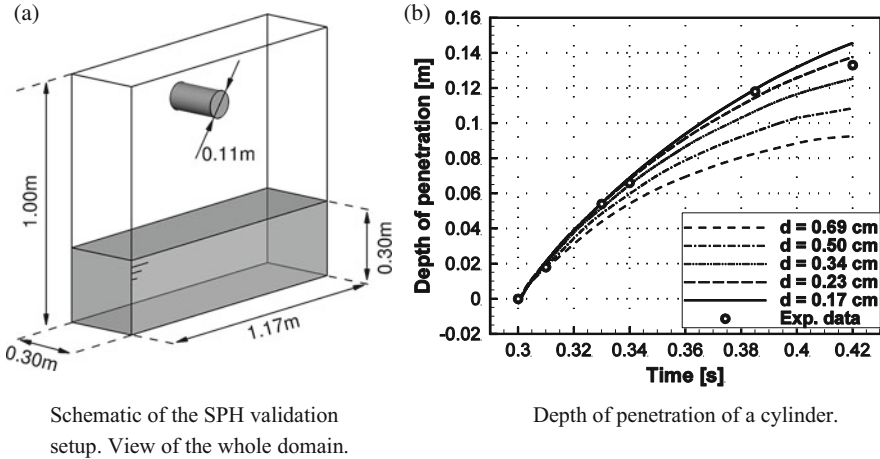 (a)
1.00m
0.11m
0.30m
0.30m
1.17m
Schematic of the SPH validation
setup. View of the whole domain.
(b)
Depth of penetration [m]
0.16
0.14
0.12
0.1
0.08
0.06
0.04
0.02
0
-0.02
d = 0.69 cm
d = 0.50 cm
d = 0.34 cm
d = 0.23 cm
d = 0.17 cm
Exp. data
0.3 0.32 0.34 0.36 0.38 0.4 0.42
Time [s]
Depth of penetration of a cylinder.